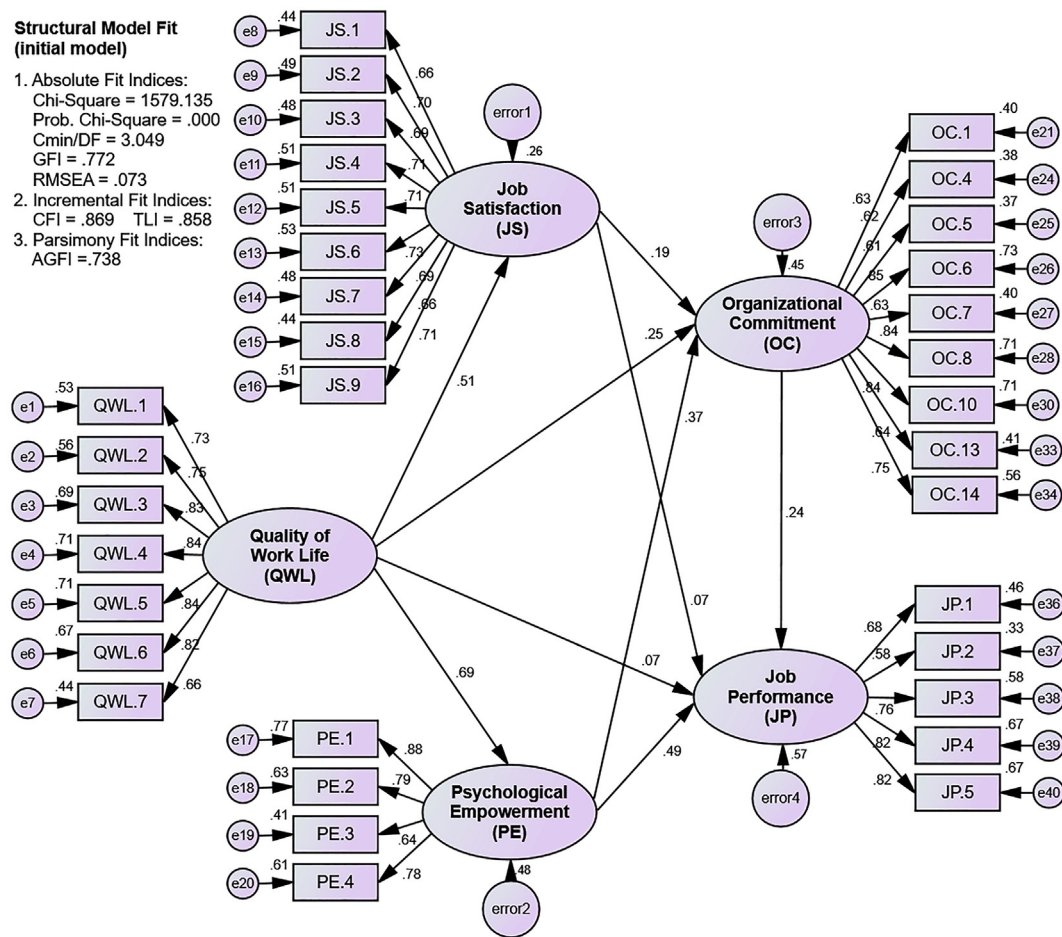 Structural Model Fit
(initial model)
1. Absolute Fit Indices:
Chi-Square = 1579.135
Prob. Chi-Square = .000
Cmin/DF = 3.049
GFI = .772
RMSEA = .073
2. Incremental Fit Indices:
CFI = .869 TLI = .858
3. Parsimony Fit Indices:
AGFI =.738
e8 .44 JS.1 .66
e9 .49 JS.2 .70
e10 .48 JS.3 .69
e11 .51 JS.4 .71
e12 .51 JS.5 .71
e13 .53 JS.6 .73
e14 .48 JS.7 .69
e15 .44 JS.8 .66
e16 .51 JS.9 .71
error1
.26
Job
Satisfaction
(JS)
error3
.45
Organizational
Commitment
(OC)
.63 OC.1 .40 e21
.62 OC.4 .38 e24
.61 OC.5 .37 e25
.85 OC.6 .73 e26
.63 OC.7 .40 e27
.84 OC.8 .71 e28
.84 OC.10 .71 e30
.64 OC.13 .41 e33
.75 OC.14 .56 e34
.19
.25
.37
.51
.24
.07
.07
.69
.49
e1 .53 QWL.1 .73
e2 .56 QWL.2 .75
e3 .69 QWL.3 .83
e4 .71 QWL.4 .84
e5 .71 QWL.5 .84
e6 .67 QWL.6 .82
e7 .44 QWL.7 .66
Quality of
Work Life
(QWL)
e17 .77 PE.1 .88
e18 .63 PE.2 .79
e19 .41 PE.3 .64
e20 .61 PE.4 .78
Psychological
Empowerment
(PE)
.48
error2
Job
Performance
(JP)
.57
error4
.68 JP.1 .46 e36
.58 JP.2 .33 e37
.76 JP.3 .58 e38
.82 JP.4 .67 e39
.82 JP.5 .67 e40